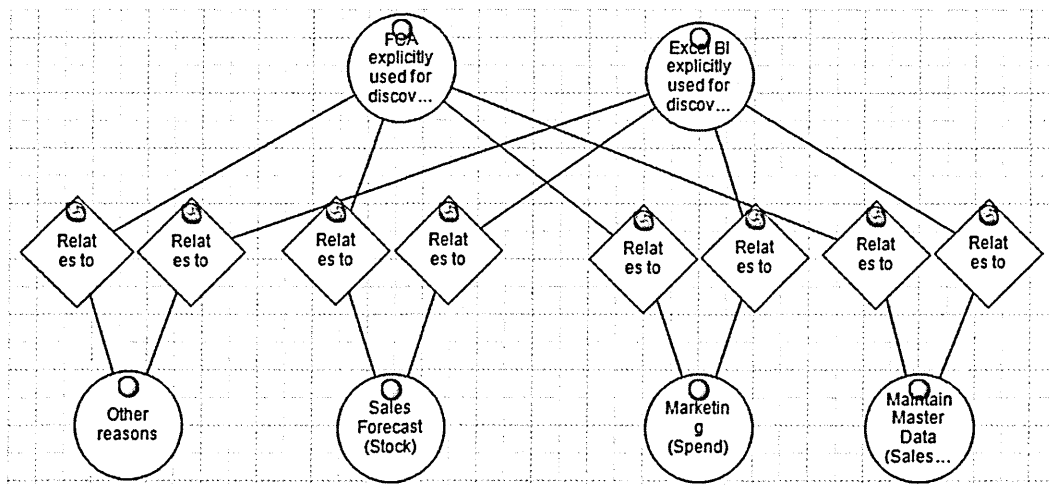 FCA
explicitly
used for
discov...
Excel BI
explicitly
used for
discov...
Relat
es to
Relat
es to
Relat
es to
Relat
es to
Relat
es to
Relat
es to
Relat
es to
Relat
es to
Other
reasons
Sales
Forecast
(Stock)
Marketin
g
(Spend)
Maintain
Master
Data
(Sales...